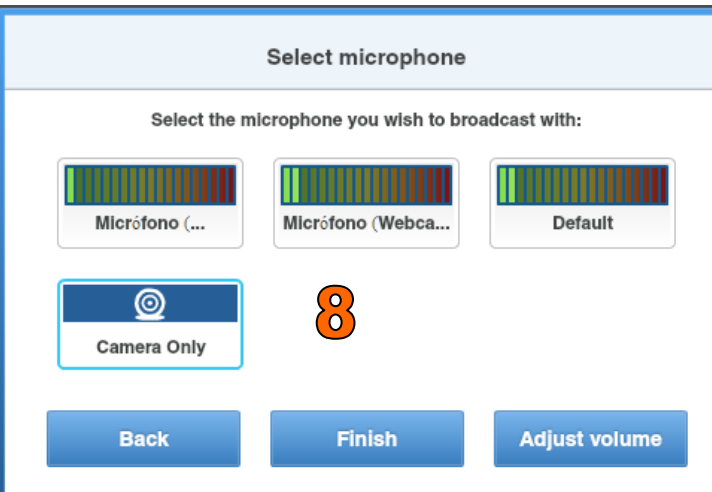 Select microphone
Select the microphone you wish to broadcast with:
Micrófono (...
Micrófono (Webca...
Default
Camera Only
8
Back
Finish
Adjust volume